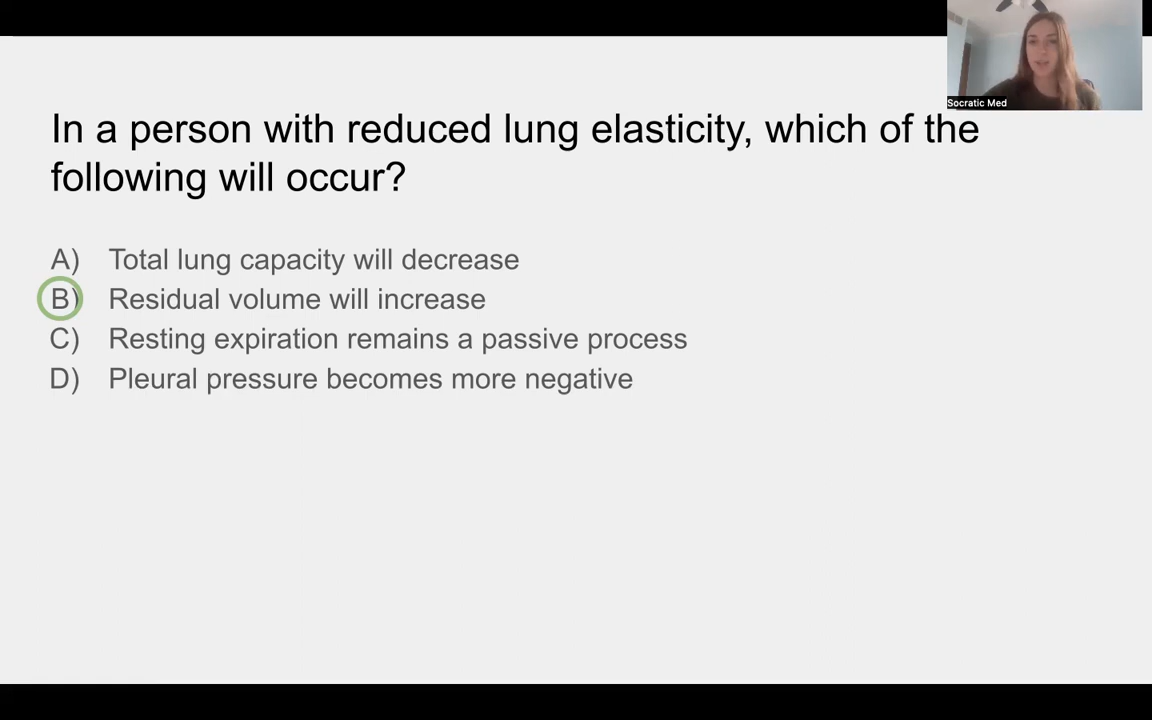 Socratic Med
In a person with reduced lung elasticity, which of the
following will occur?
A) Total lung capacity will decrease
B) Residual volume will increase
C) Resting expiration remains a passive process
D) Pleural pressure becomes more negative